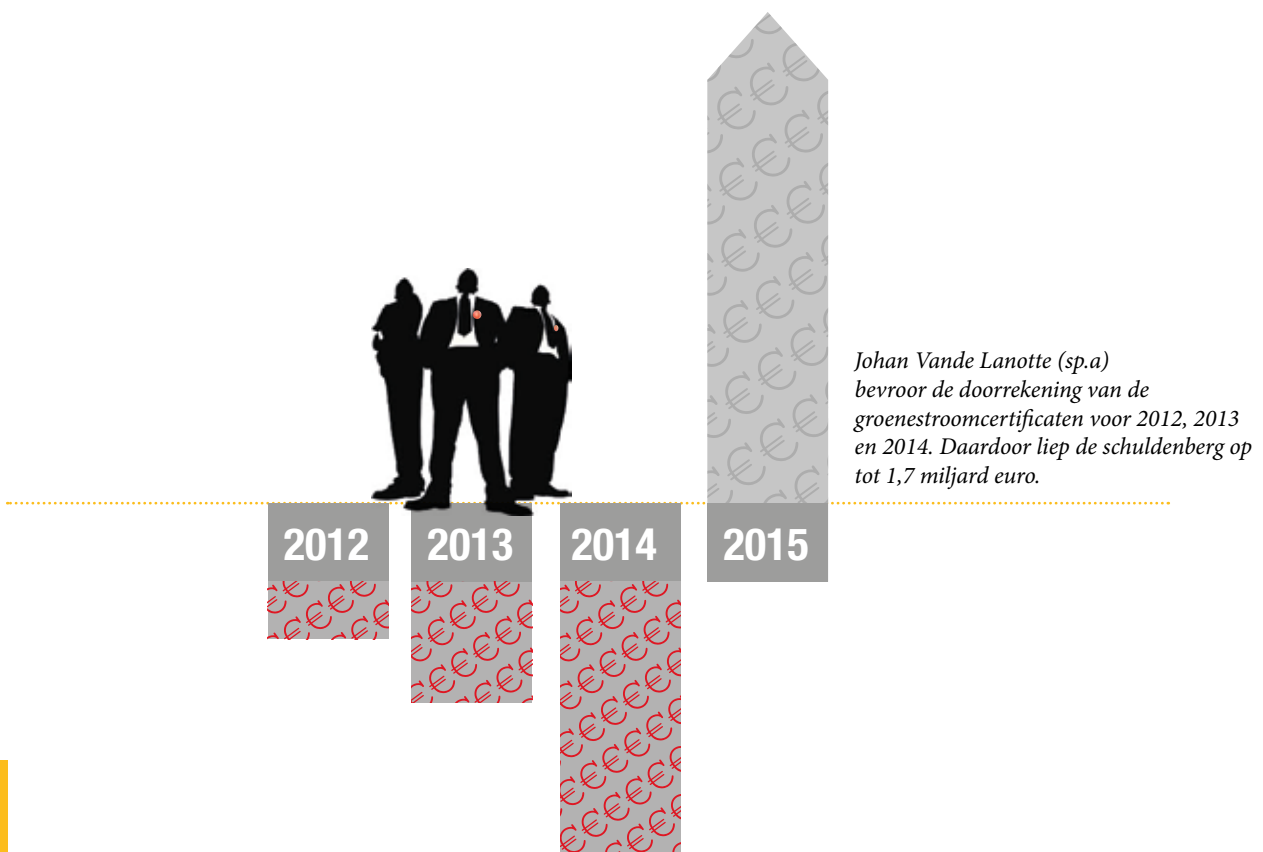 Johan Vande Lanotte (sp.a)
bevroor de doorrekening van de
groenestroomcertificaten voor 2012, 2013
en 2014. Daardoor liep de schuldenberg op
tot 1,7 miljard euro.
2012
2013
2014
2015